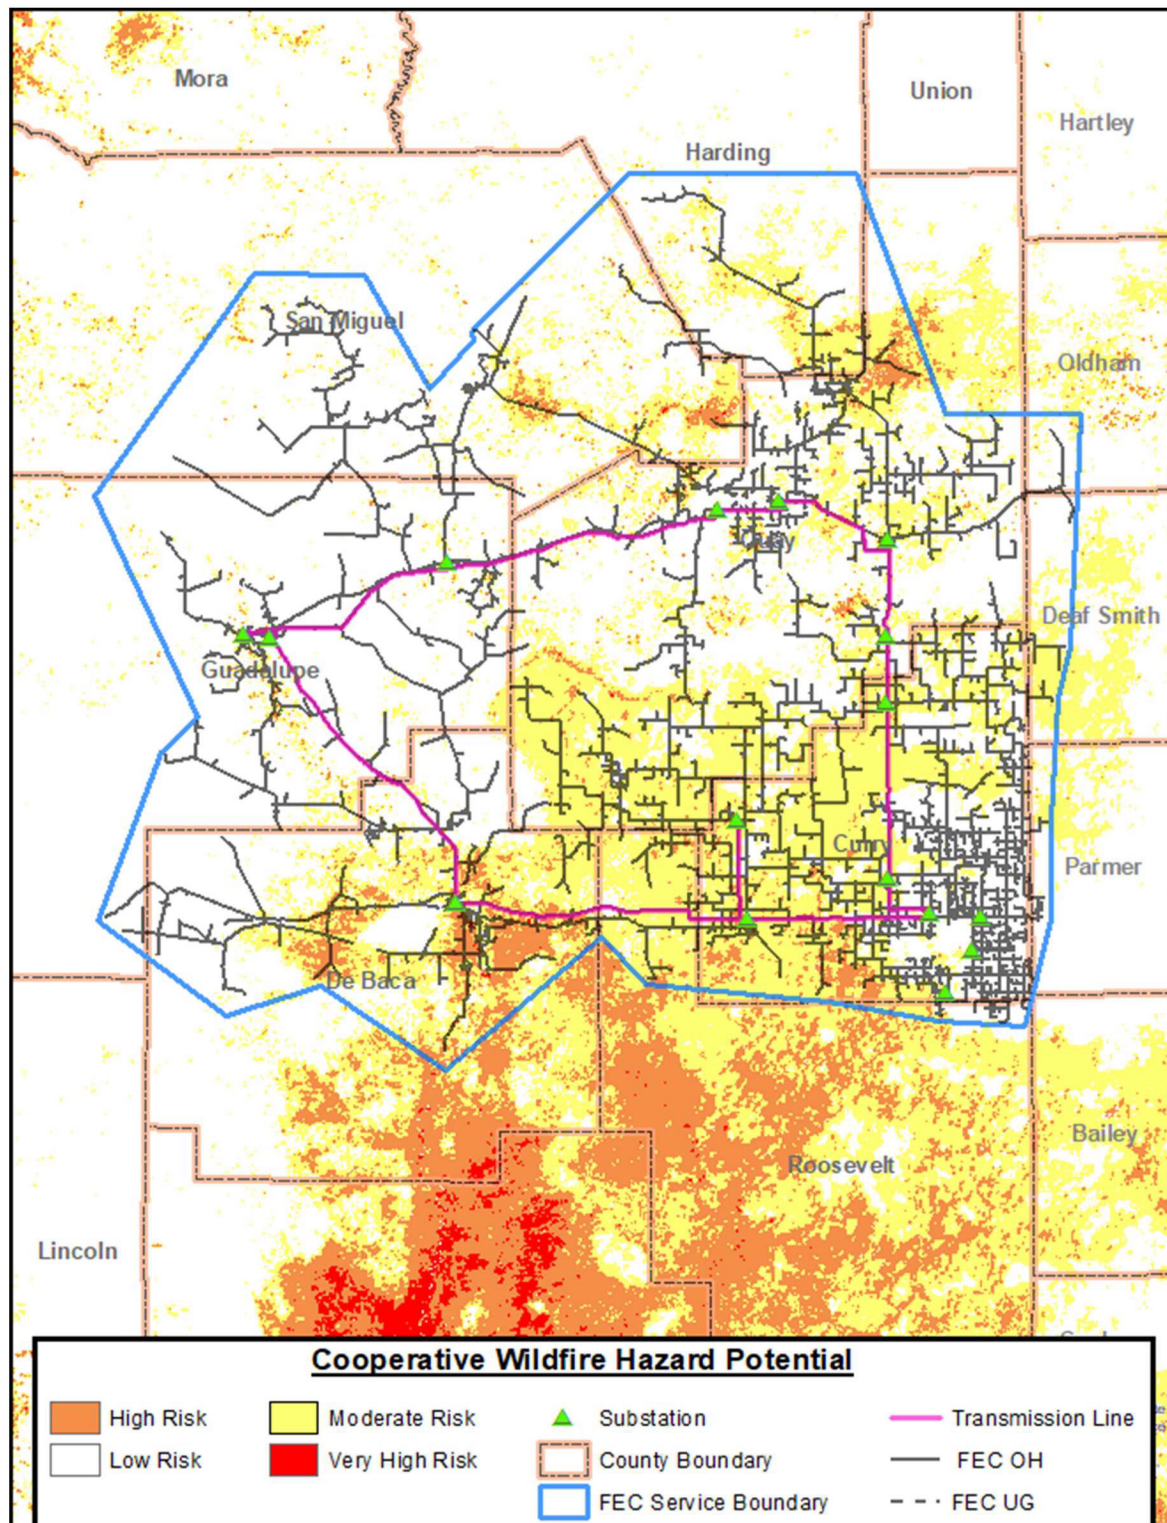 Mora
Union
Hartley
Harding
San Miguel
Oldham
Quay
Deaf Smith
Guadalupe
Curry
Parmer
De Baca
Bailey
Roosevelt
Lincoln
Cooperative Wildfire Hazard Potential
High Risk
Moderate Risk
Substation
Transmission Line
Low Risk
Very High Risk
County Boundary
FEC OH
FEC Service Boundary
FEC UG